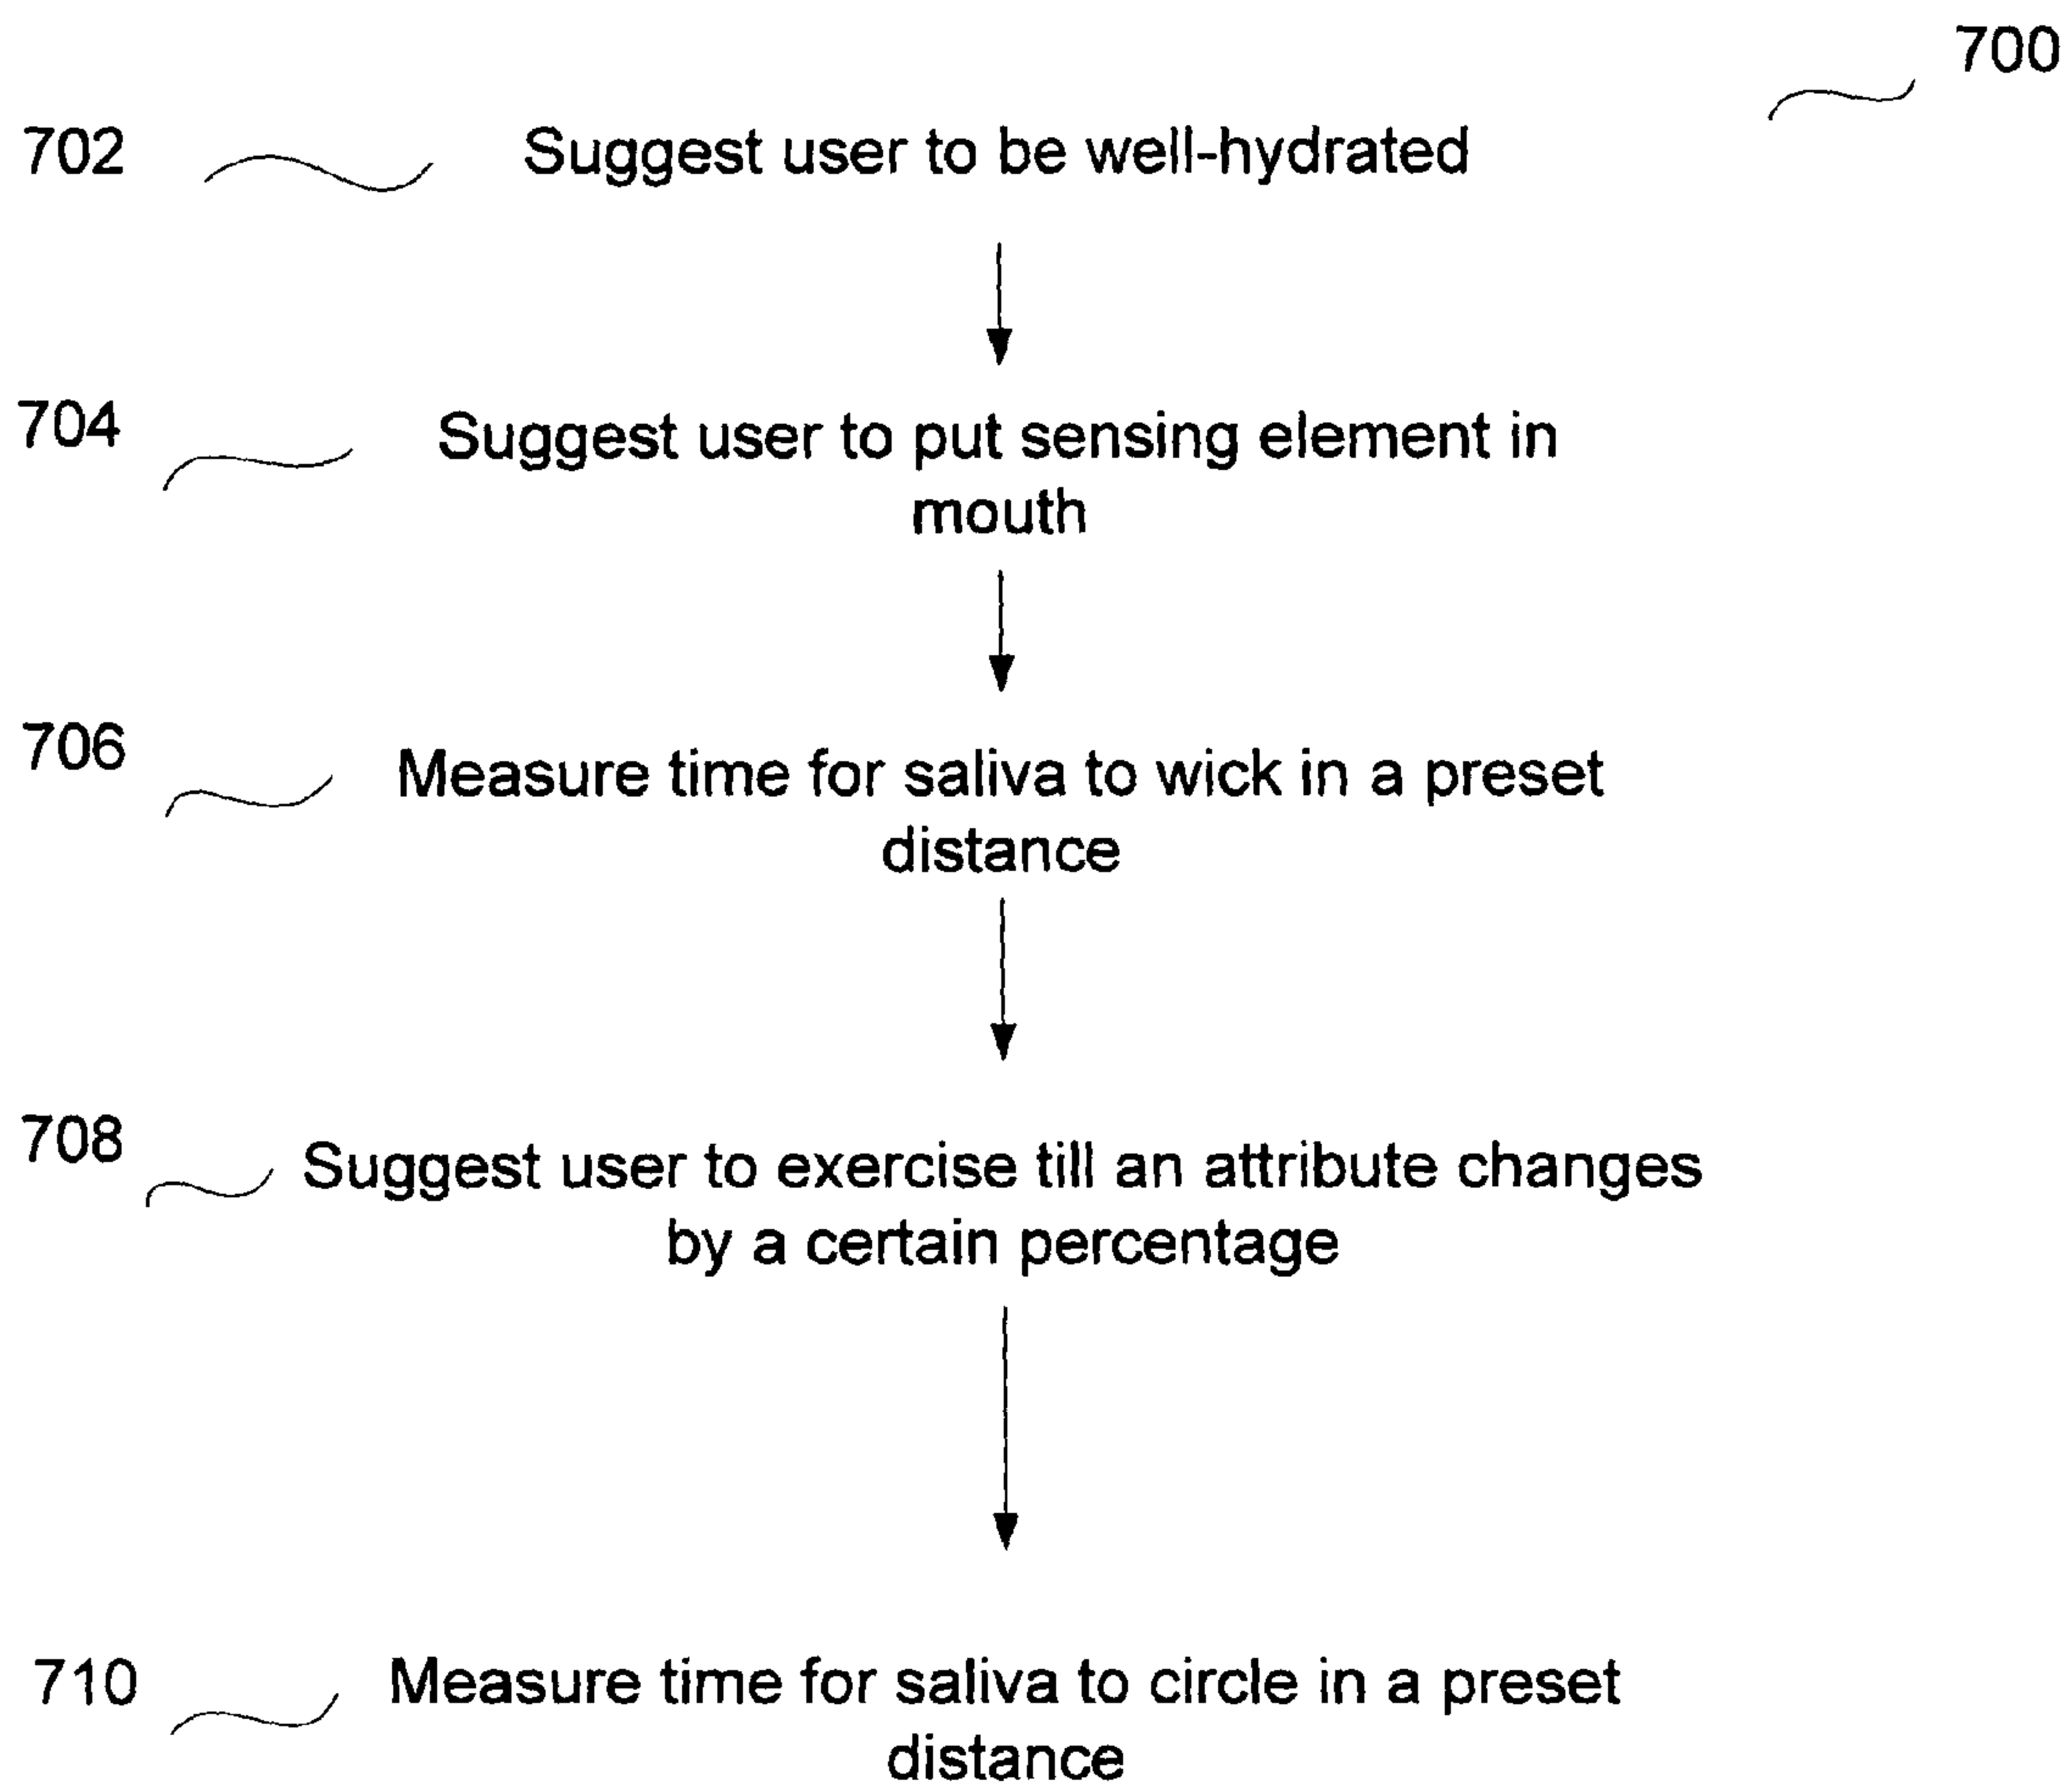 700
702 Suggest user to be well-hydrated
704 Suggest user to put sensing element in
mouth
706 Measure time for saliva to wick in a preset
distance
708 Suggest user to exercise till an attribute changes
by a certain percentage
710 Measure time for saliva to circle in a preset
distance